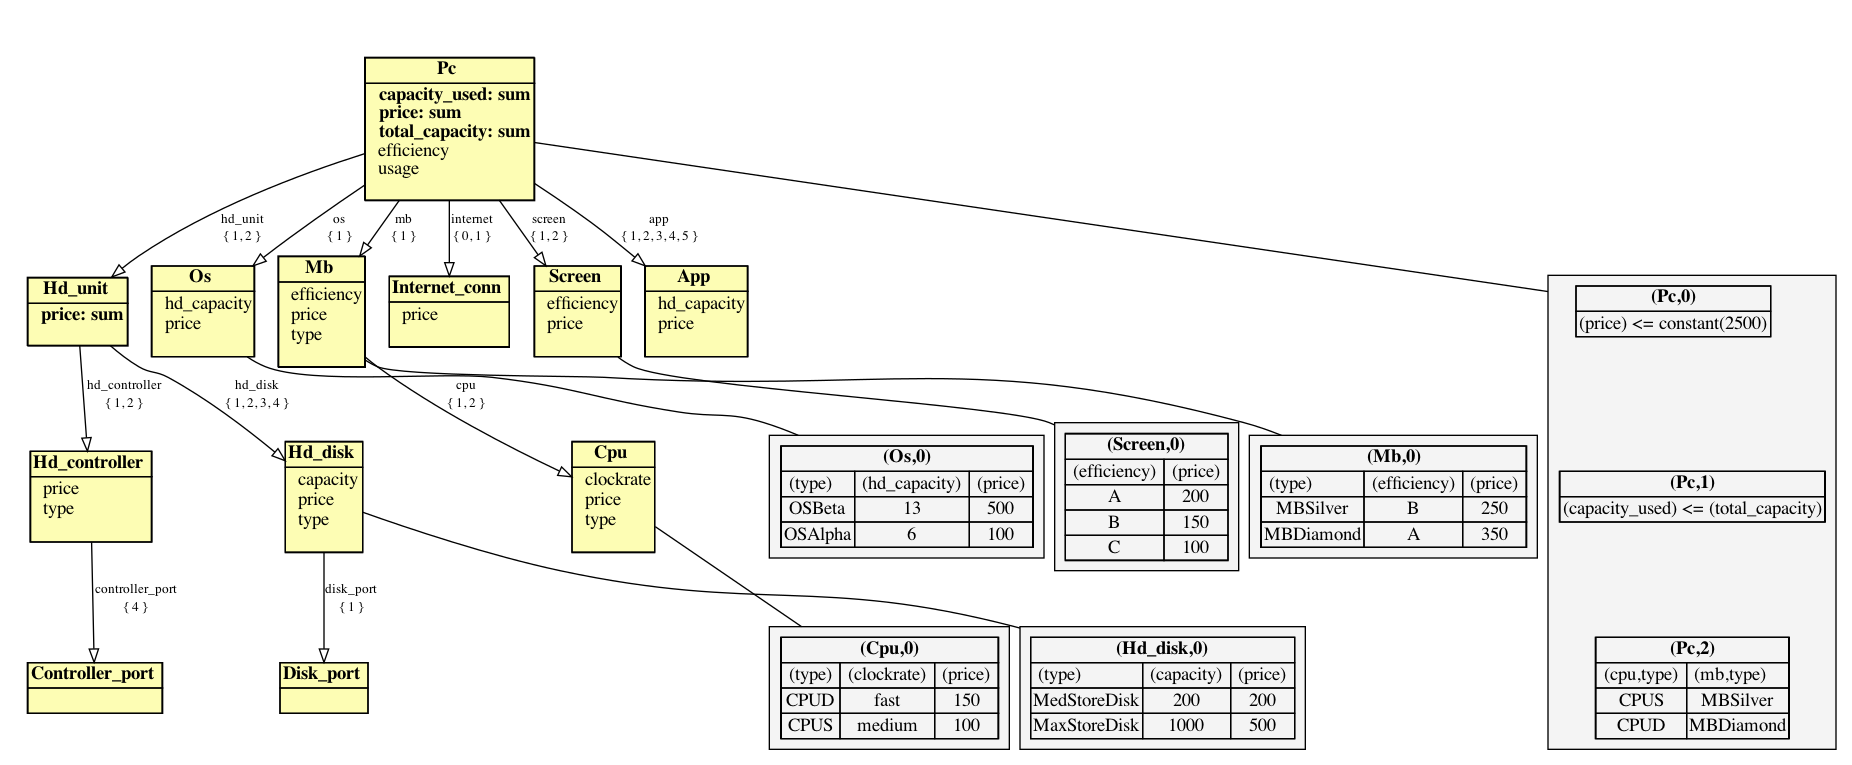 Pc
capacity_used: sum
price: sum
total_capacity: sum
efficiency
usage
hd_unit
{ 1, 2 }
os
{ 1 }
mb
{ 1 }
internet
{ 0, 1 }
screen
{ 1, 2 }
app
{ 1, 2, 3, 4, 5 }
Hd_unit
price: sum
Os
hd_capacity
price
Mb
efficiency
price
type
Internet_conn
price
Screen
efficiency
price
App
hd_capacity
price
(Pc,0)
(price) <= constant(2500)
hd_controller
{ 1, 2 }
hd_disk
{ 1, 2, 3, 4 }
cpu
{ 1, 2 }
Hd_controller
price
type
Hd_disk
capacity
price
type
Cpu
clockrate
price
type
(Os,0)
(type) (hd_capacity) (price)
OSBeta 13 500
OSAlpha 6 100
(Screen,0)
(efficiency) (price)
A 200
B 150
C 100
(Mb,0)
(type) (efficiency) (price)
MBSilver B 250
MBDiamond A 350
(Pc,1)
(capacity_used) <= (total_capacity)
controller_port
{ 4 }
disk_port
{ 1 }
Controller_port
Disk_port
(Cpu,0)
(type) (clockrate) (price)
CPUD fast 150
CPUS medium 100
(Hd_disk,0)
(type) (capacity) (price)
MedStoreDisk 200 200
MaxStoreDisk 1000 500
(Pc,2)
(cpu,type) (mb,type)
CPUS MBSilver
CPUD MBDiamond